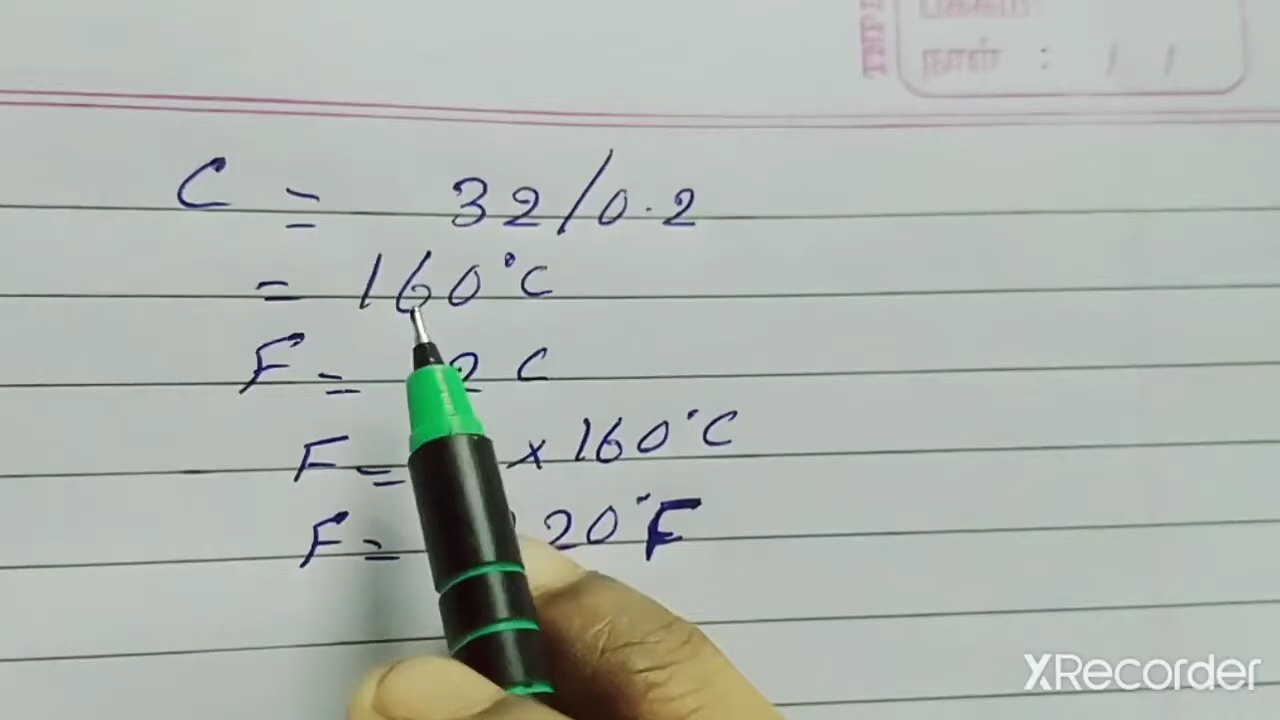 நாள் : / /
C = 32/0.2
= 160°C
F = 2 C
F = × 160°C
F = 20°F
XRecorder